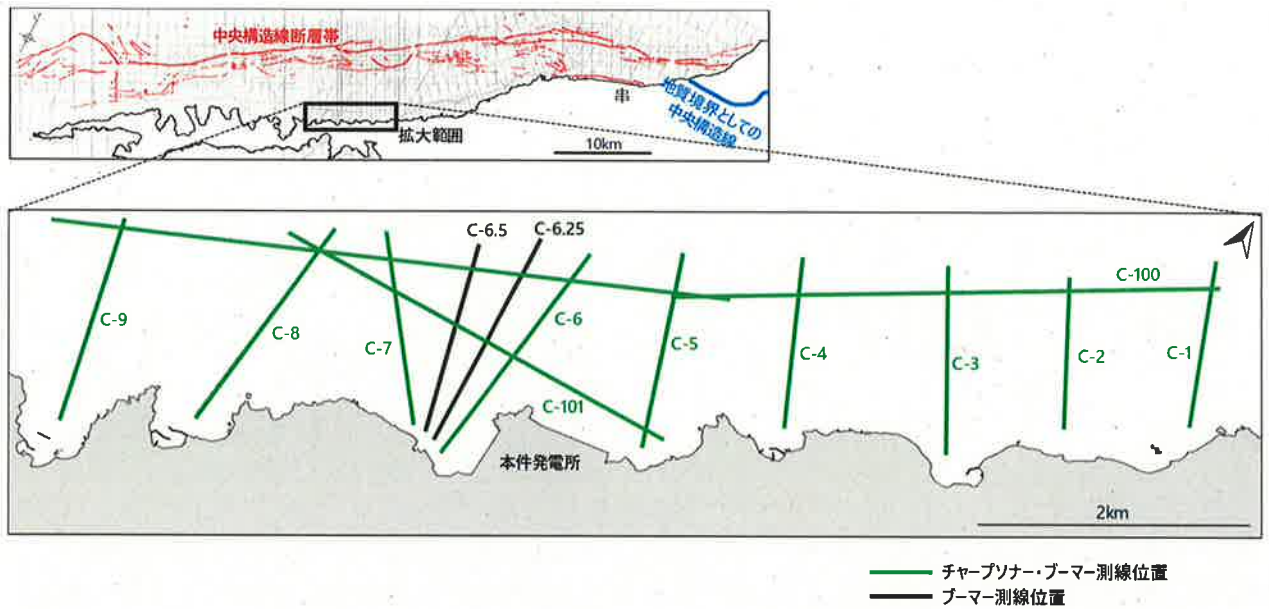 中央構造線断層帯
串
地質境界としての
中央構造線
拡大範囲
10km
C-6.5
C-6.25
C-100
C-9
C-8
C-7
C-6
C-5
C-4
C-3
C-2
C-1
C-101
本件発電所
2km
チャープソナー・ブーマー測線位置
ブーマー測線位置